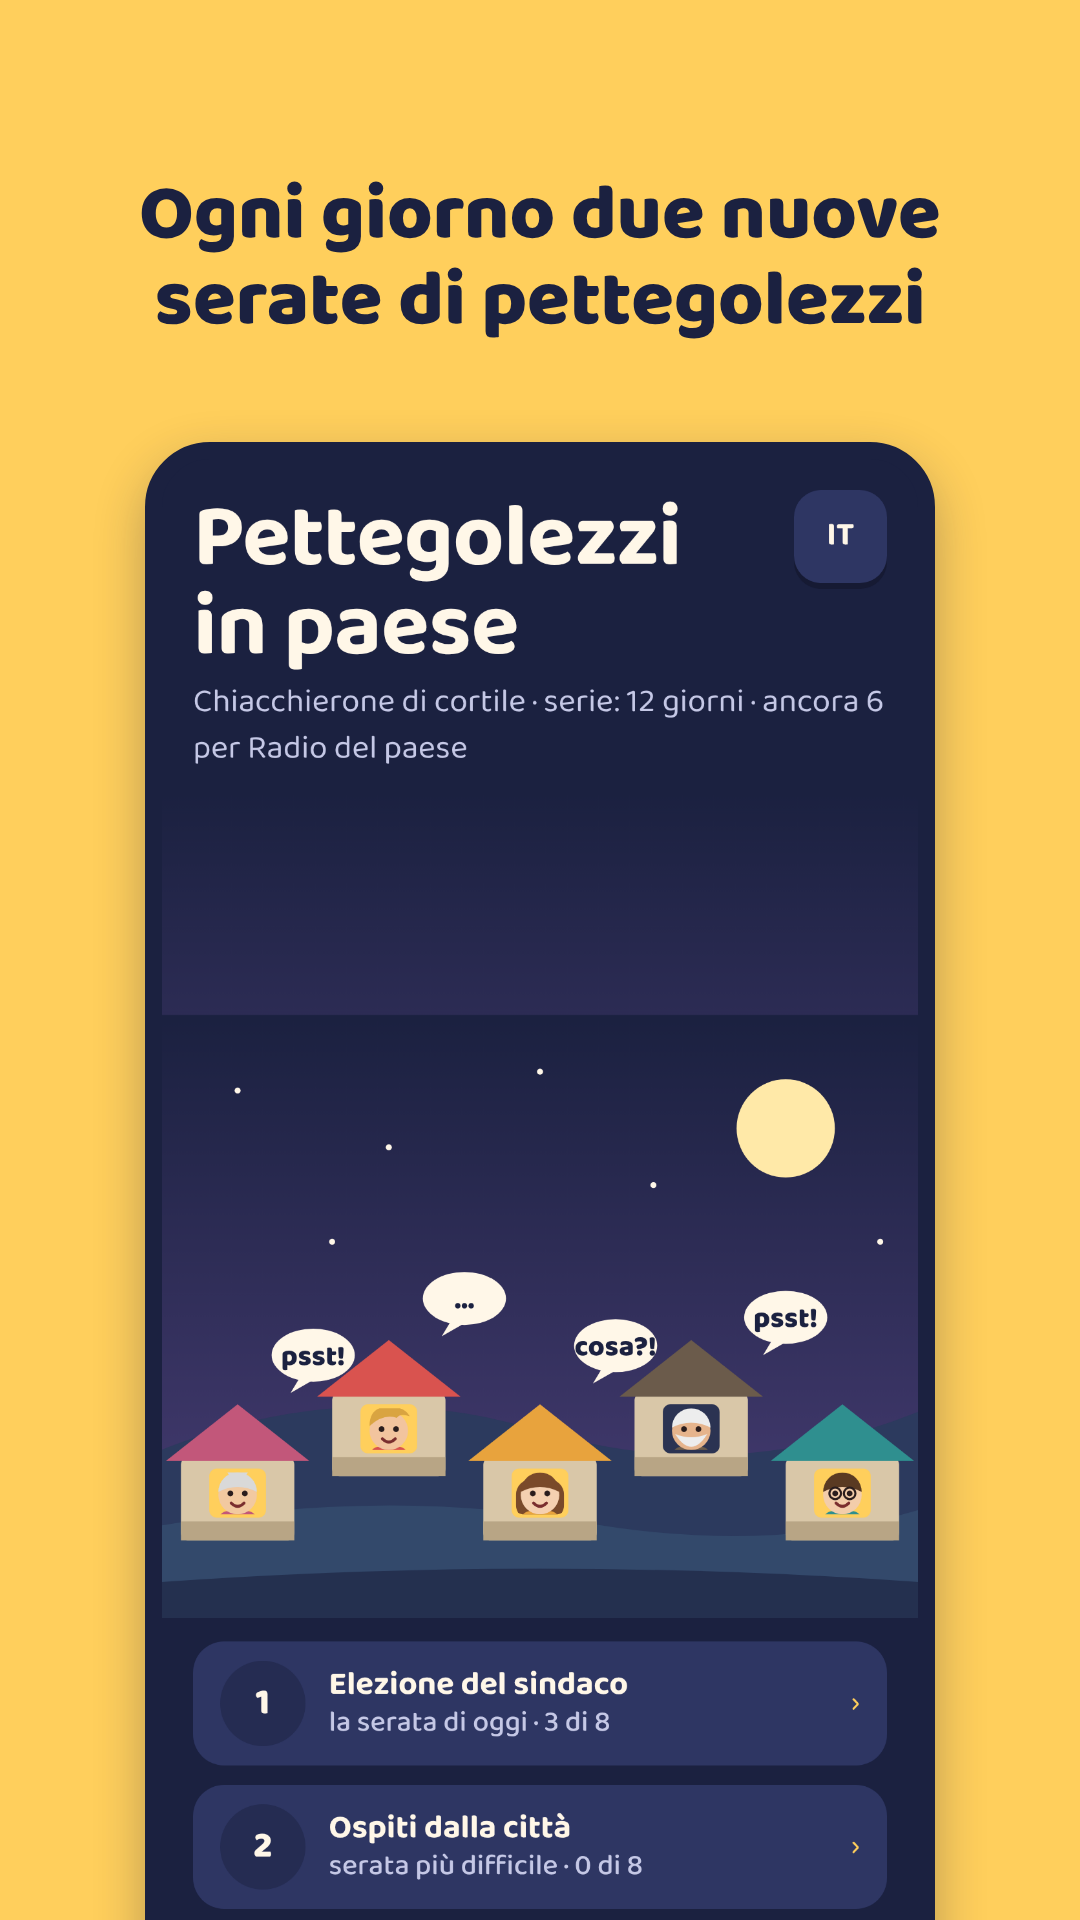 Ogni giorno due nuove
serate di pettegolezzi
Pettegolezzi
in paese
IT
Chiacchierone di cortile · serie: 12 giorni · ancora 6
per Radio del paese
...
psst!
cosa?!
psst!
1
Elezione del sindaco
la serata di oggi · 3 di 8
›
2
Ospiti dalla città
serata più difficile · 0 di 8
›